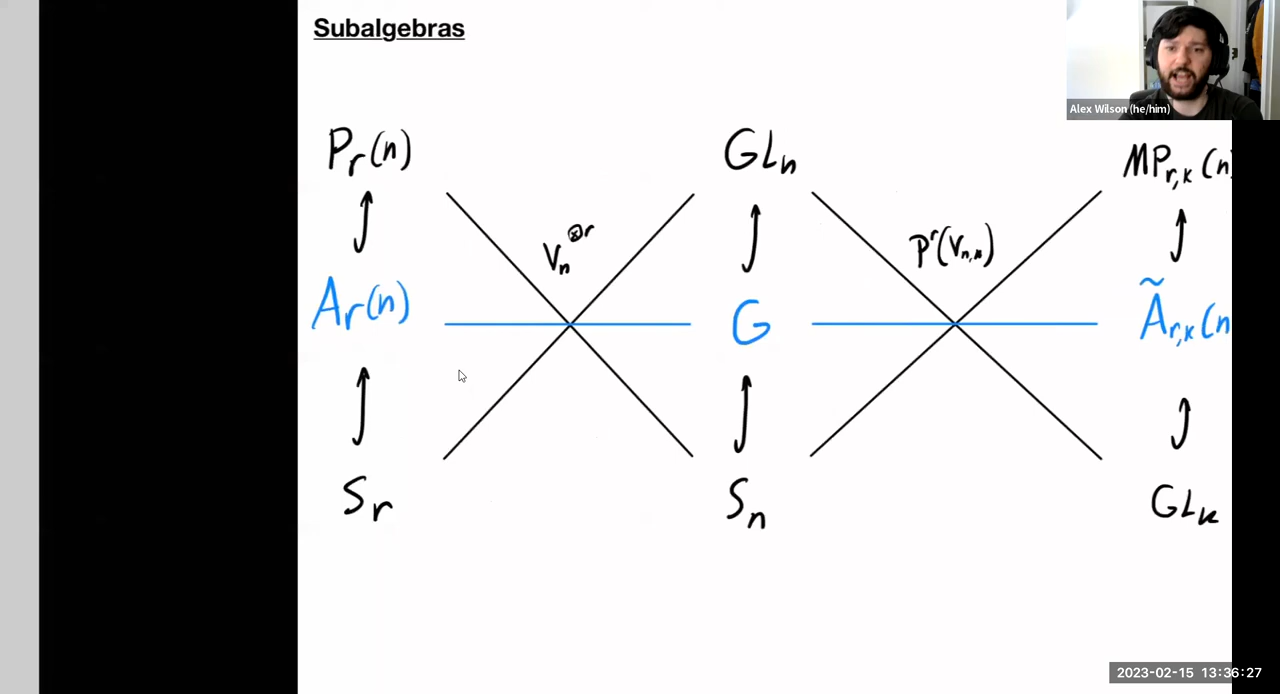 Subalgebras
Alex Wilson (he/him)
Pr(n) GLn MPr,k(n)
Vn⊗r Pr(Vn,k)
Ar(n) G Ãr,k(n
Sr Sn GLk
2023-02-15 13:36:27